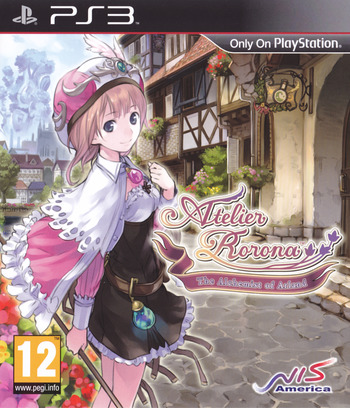 PS3
Only On PlayStation®
Atelier
Rorona
The Alchemist of Arland
12
www.pegi.info
NIS
America